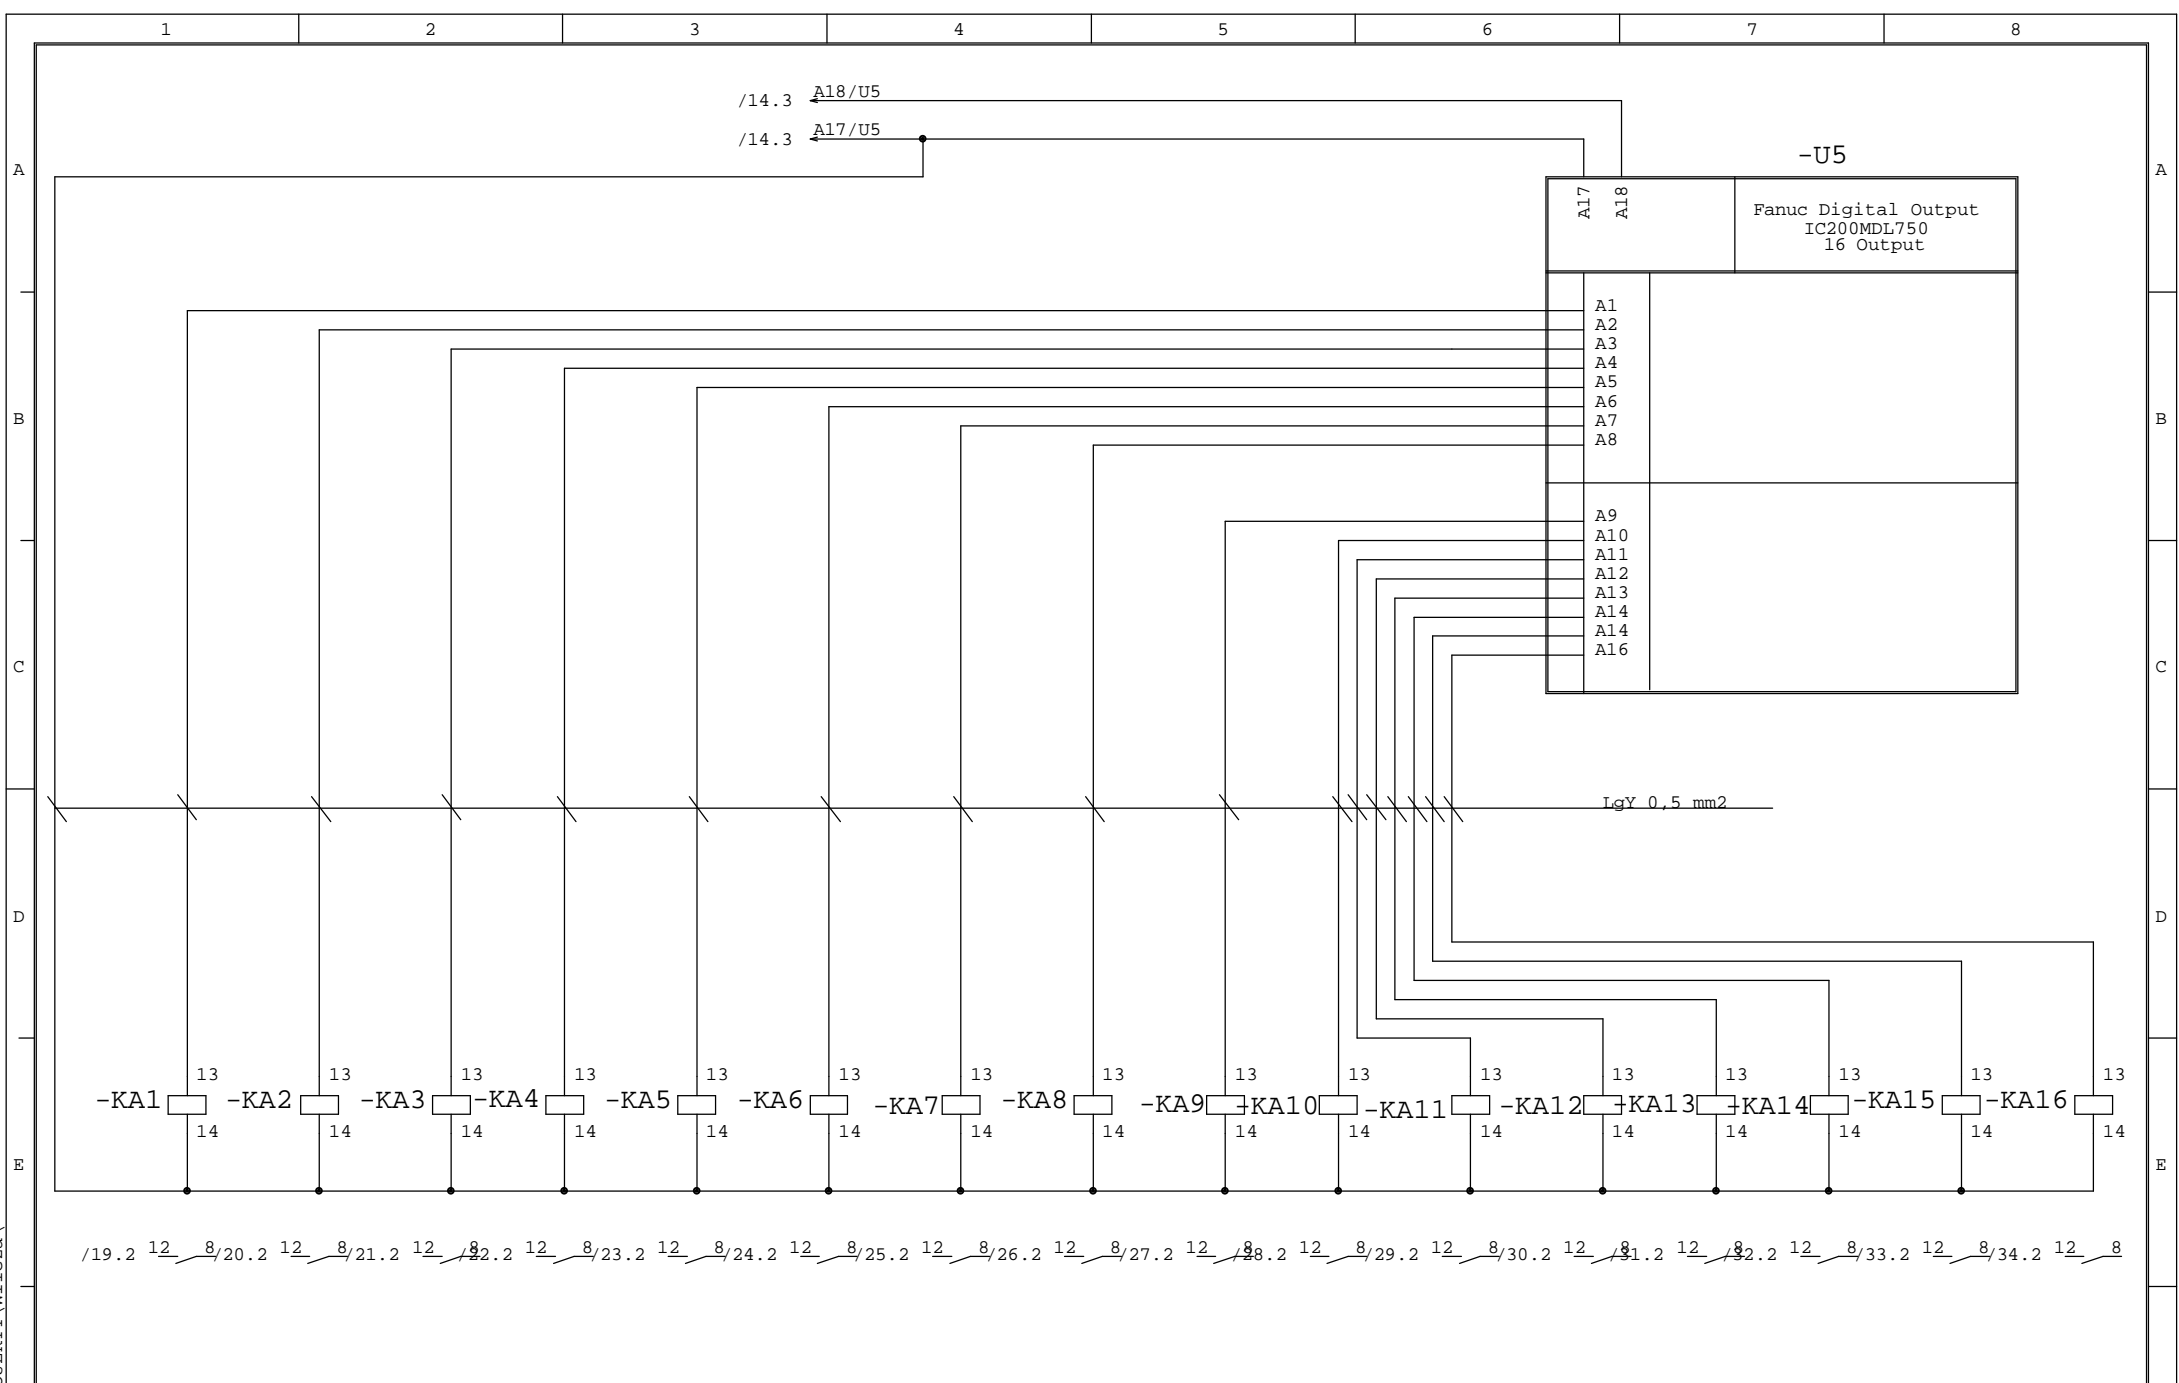 1 2 3 4 5 6 7 8
/14.3 A18/U5
/14.3 A17/U5
-U5
A A
A17 A18
Fanuc Digital Output
IC200MDL750
16 Output
A1
A2
A3
A4
A5
A6
A7
A8
B B
A9
A10
A11
A12
A13
A14
A14
A16
C C
LgY 0,5 mm2
D D
13 13 13 13 13 13 13 13 13 13 13 13 13 13 13 13
-KA1 -KA2 -KA3 -KA4 -KA5 -KA6 -KA7 -KA8 -KA9 -KA10 -KA11 -KA12 -KA13 -KA14 -KA15 -KA16
14 14 14 14 14 14 14 14 14 14 14 14 14 14 14 14
E E
/19.2 12 8 /20.2 12 8 /21.2 12 8 /22.2 12 8 /23.2 12 8 /24.2 12 8 /25.2 12 8 /26.2 12 8 /27.2 12 8 /28.2 12 8 /29.2 12 8 /30.2 12 8 /31.2 12 8 /32.2 12 8 /33.2 12 8 /34.2 12 8